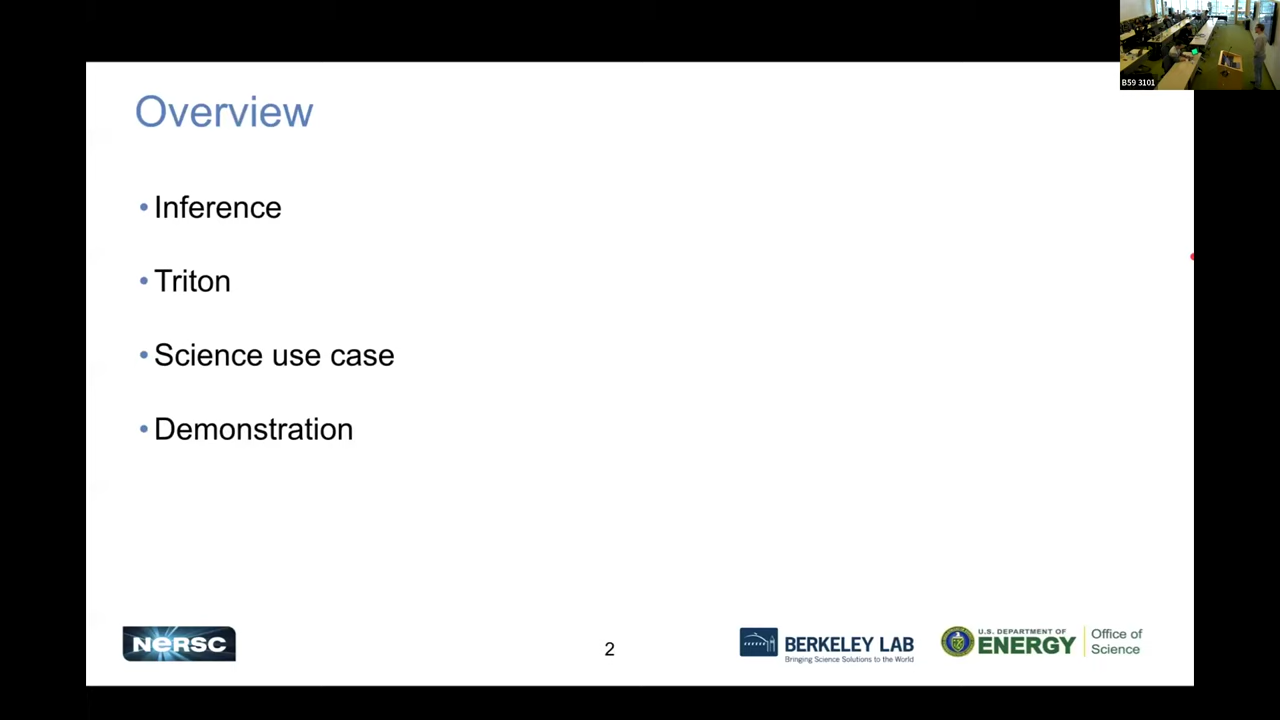 B59 3101
Overview
• Inference
• Triton
• Science use case
• Demonstration
NERSC
2
BERKELEY LAB
Bringing Science Solutions to the World
U.S. DEPARTMENT OF
ENERGY
Office of
Science